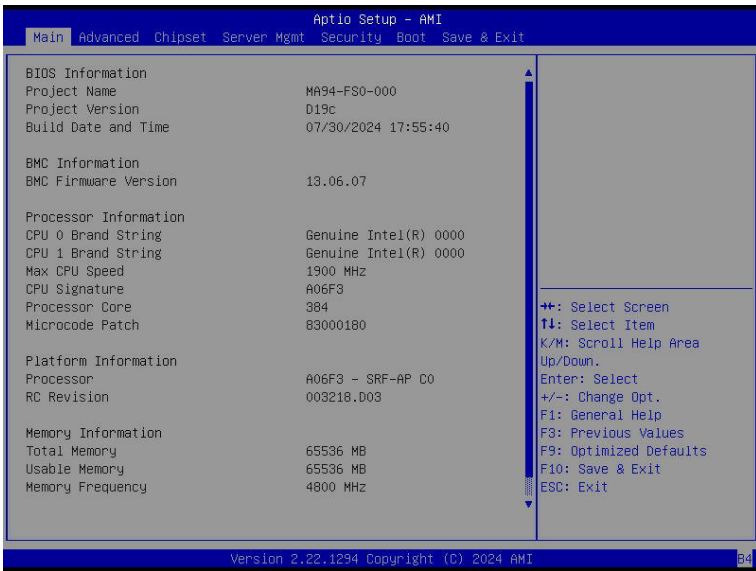 Aptio Setup – AMI
Main Advanced Chipset Server Mgmt Security Boot Save & Exit
BIOS Information
Project Name MA94-FS0-000
Project Version D19c
Build Date and Time 07/30/2024 17:55:40
BMC Information
BMC Firmware Version 13.06.07
Processor Information
CPU 0 Brand String Genuine Intel(R) 0000
CPU 1 Brand String Genuine Intel(R) 0000
Max CPU Speed 1900 MHz
CPU Signature A06F3
Processor Core 384
Microcode Patch 83000180
Platform Information
Processor A06F3 - SRF-AP C0
RC Revision 003218.D03
Memory Information
Total Memory 65536 MB
Usable Memory 65536 MB
Memory Frequency 4800 MHz
→←: Select Screen
↑↓: Select Item
K/M: Scroll Help Area
Up/Down.
Enter: Select
+/-: Change Opt.
F1: General Help
F3: Previous Values
F9: Optimized Defaults
F10: Save & Exit
ESC: Exit
Version 2.22.1294 Copyright (C) 2024 AMI
B4